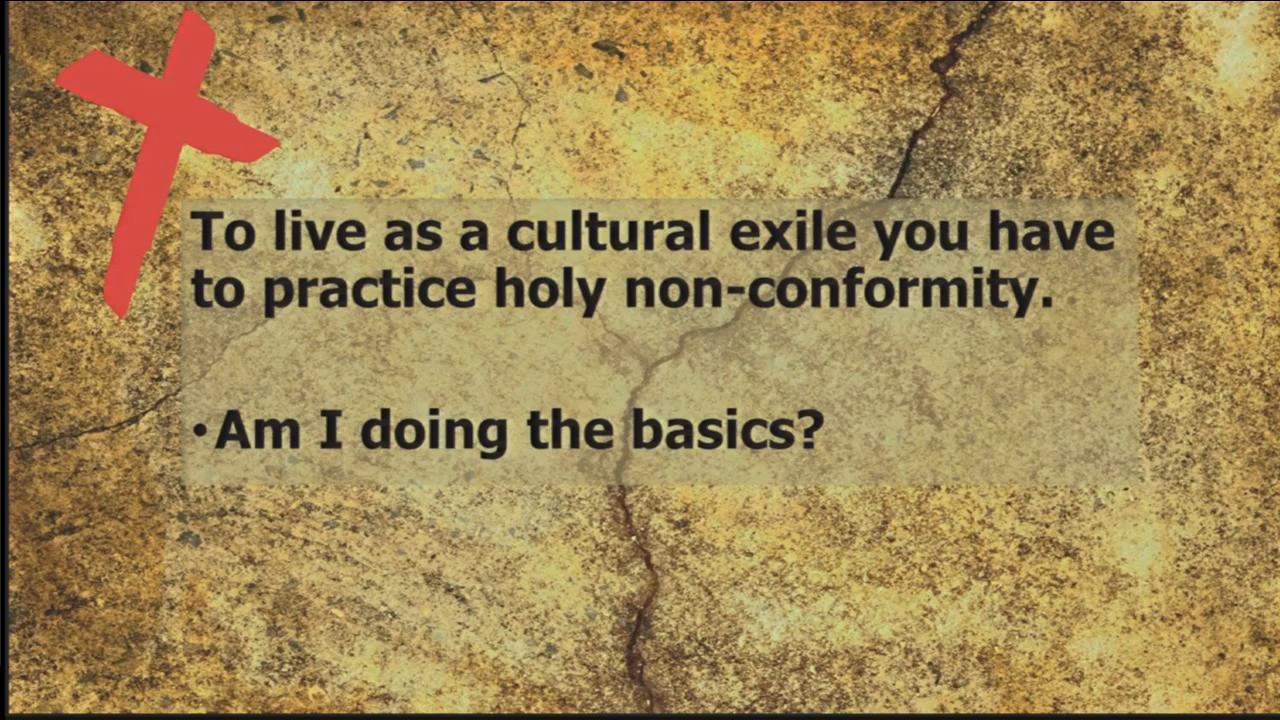 To live as a cultural exile you have
to practice holy non-conformity.
•Am I doing the basics?